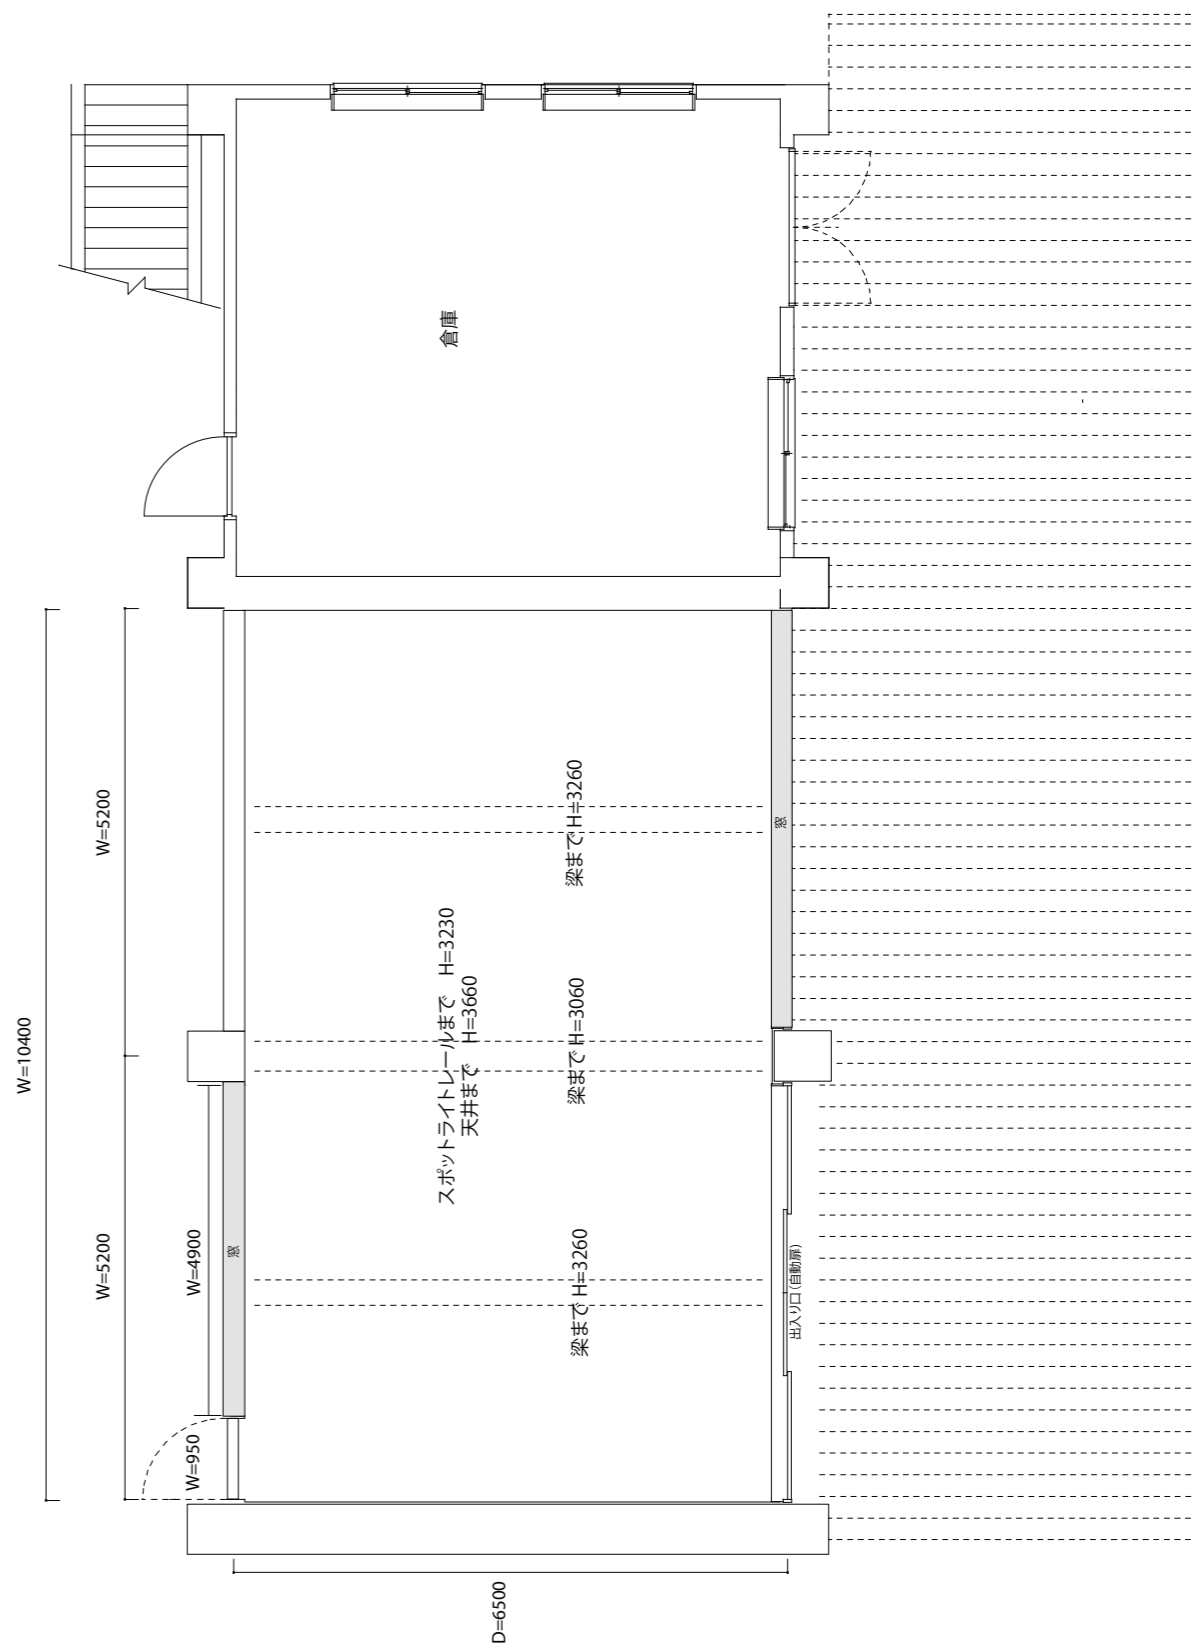 倉庫
W=10400
W=5200
W=5200
W=4900
W=950
窓
窓
梁まで H=3260
スポットライトレールまで H=3230
天井まで H=3660
梁まで H=3060
梁まで H=3260
出入り口（自動扉）
D=6500